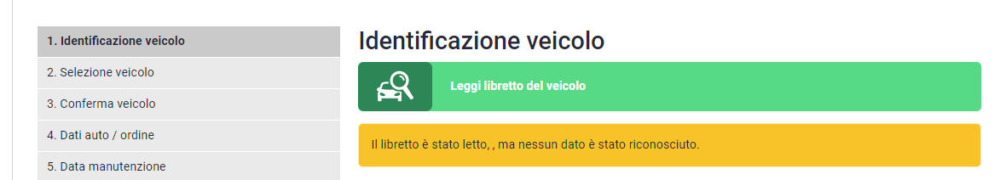 1. Identificazione veicolo
2. Selezione veicolo
3. Conferma veicolo
4. Dati auto / ordine
5. Data manutenzione
Identificazione veicolo
Leggi libretto del veicolo
Il libretto è stato letto, , ma nessun dato è stato riconosciuto.